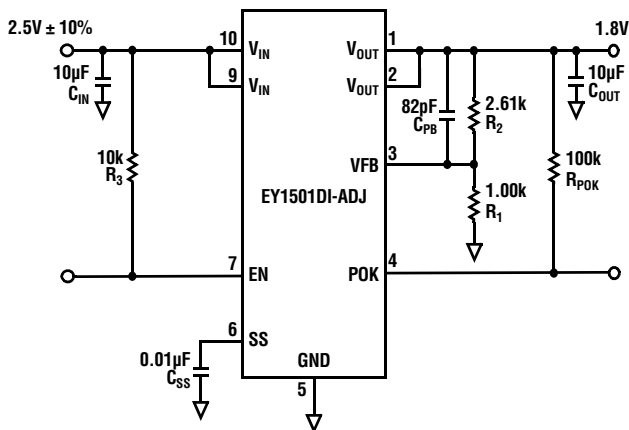 2.5V ± 10%
10 VIN VOUT 1 1.8V
9 VIN VOUT 2
10µF
CIN
82pF
CPB
2.61k
R2
10µF
COUT
10k
R3
VFB 3
EY1501DI-ADJ
1.00k
R1
100k
RPOK
7 EN POK 4
6 SS
0.01µF
CSS
GND
5